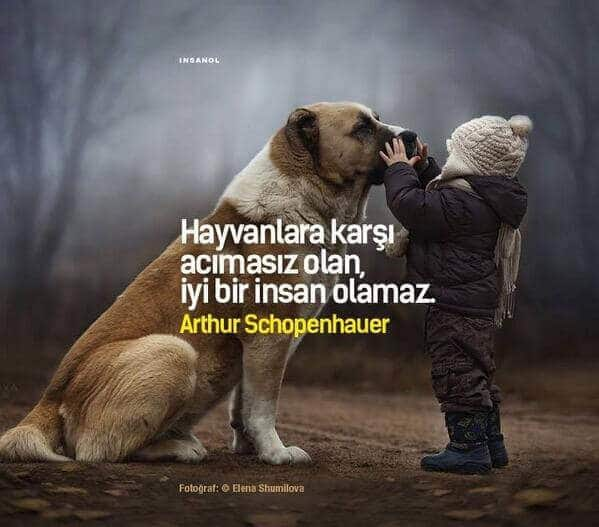 INSANOL
Hayvanlara karşı
acımasız olan,
iyi bir insan olamaz.
Arthur Schopenhauer
Fotoğraf: © Elena Shumilova